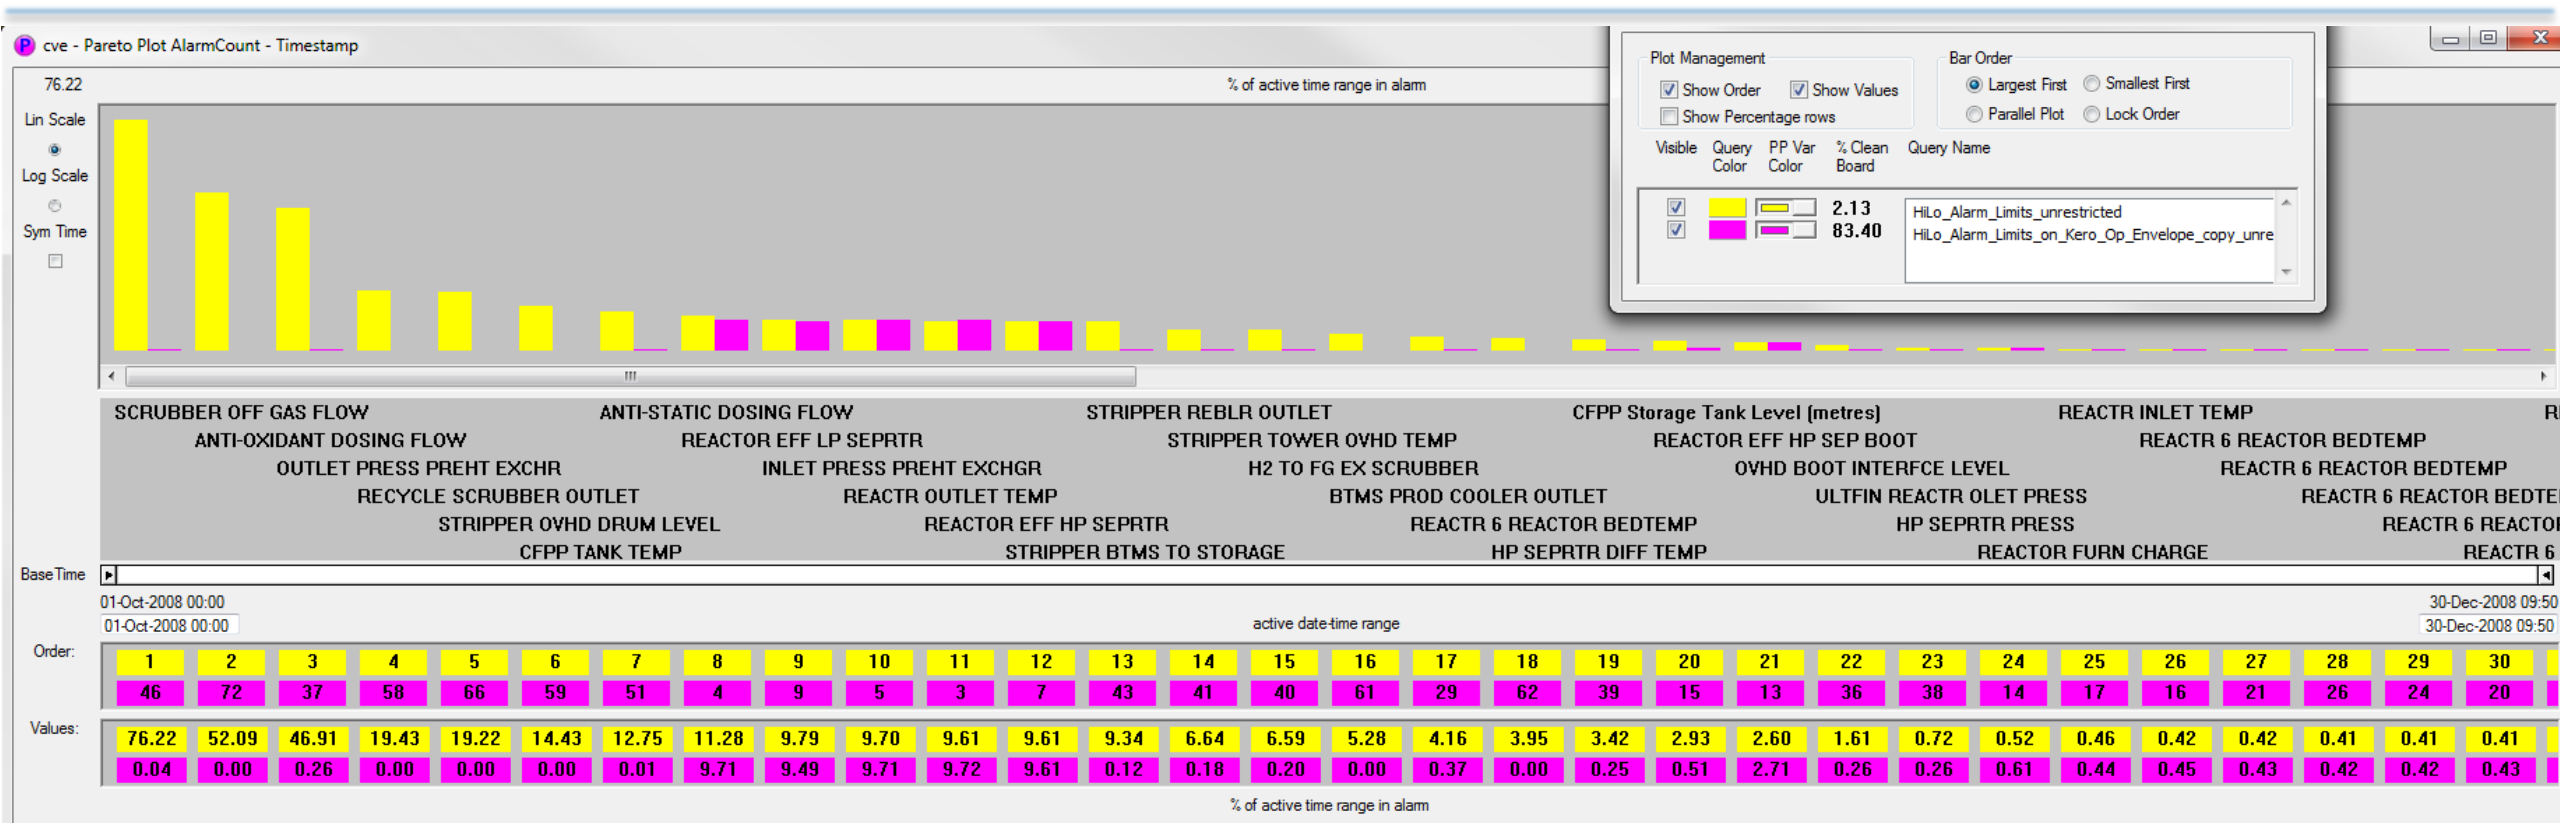 cve - Pareto Plot AlarmCount - Timestamp
76.22
% of active time range in alarm
Lin Scale
Log Scale
Sym Time
Plot Management
Show Order Show Values
Show Percentage rows
Bar Order
Largest First Smallest First
Parallel Plot Lock Order
Visible Query Color PP Var Color % Clean Board Query Name
2.13 HiLo_Alarm_Limits_unrestricted
83.40 HiLo_Alarm_Limits_on_Kero_Op_Envelope_copy_unre
SCRUBBER OFF GAS FLOW ANTI-STATIC DOSING FLOW STRIPPER REBLR OUTLET CFPP Storage Tank Level (metres) REACTR INLET TEMP
ANTI-OXIDANT DOSING FLOW REACTOR EFF LP SEPRTR STRIPPER TOWER OVHD TEMP REACTOR EFF HP SEP BOOT REACTR 6 REACTOR BEDTEMP
OUTLET PRESS PREHT EXCHR INLET PRESS PREHT EXCHGR H2 TO FG EX SCRUBBER OVHD BOOT INTERFCE LEVEL REACTR 6 REACTOR BEDTEMP
RECYCLE SCRUBBER OUTLET REACTR OUTLET TEMP BTMS PROD COOLER OUTLET ULTFIN REACTR OLET PRESS REACTR 6 REACTOR BEDTE
STRIPPER OVHD DRUM LEVEL REACTOR EFF HP SEPRTR REACTR 6 REACTOR BEDTEMP HP SEPRTR PRESS REACTR 6 REACTO
CFPP TANK TEMP STRIPPER BTMS TO STORAGE HP SEPRTR DIFF TEMP REACTOR FURN CHARGE REACTR 6
BaseTime
01-Oct-2008 00:00 30-Dec-2008 09:50
01-Oct-2008 00:00 active date-time range 30-Dec-2008 09:50
Order:
1 2 3 4 5 6 7 8 9 10 11 12 13 14 15 16 17 18 19 20 21 22 23 24 25 26 27 28 29 30
46 72 37 58 66 59 51 4 9 5 3 7 43 41 40 61 29 62 39 15 13 36 38 14 17 16 21 26 24 20
Values:
76.22 52.09 46.91 19.43 19.22 14.43 12.75 11.28 9.79 9.70 9.61 9.61 9.34 6.64 6.59 5.28 4.16 3.95 3.42 2.93 2.60 1.61 0.72 0.52 0.46 0.42 0.42 0.41 0.41 0.41
0.04 0.00 0.26 0.00 0.00 0.00 0.01 9.71 9.49 9.71 9.72 9.61 0.12 0.18 0.20 0.00 0.37 0.00 0.25 0.51 2.71 0.26 0.26 0.61 0.44 0.45 0.43 0.42 0.42 0.43
% of active time range in alarm